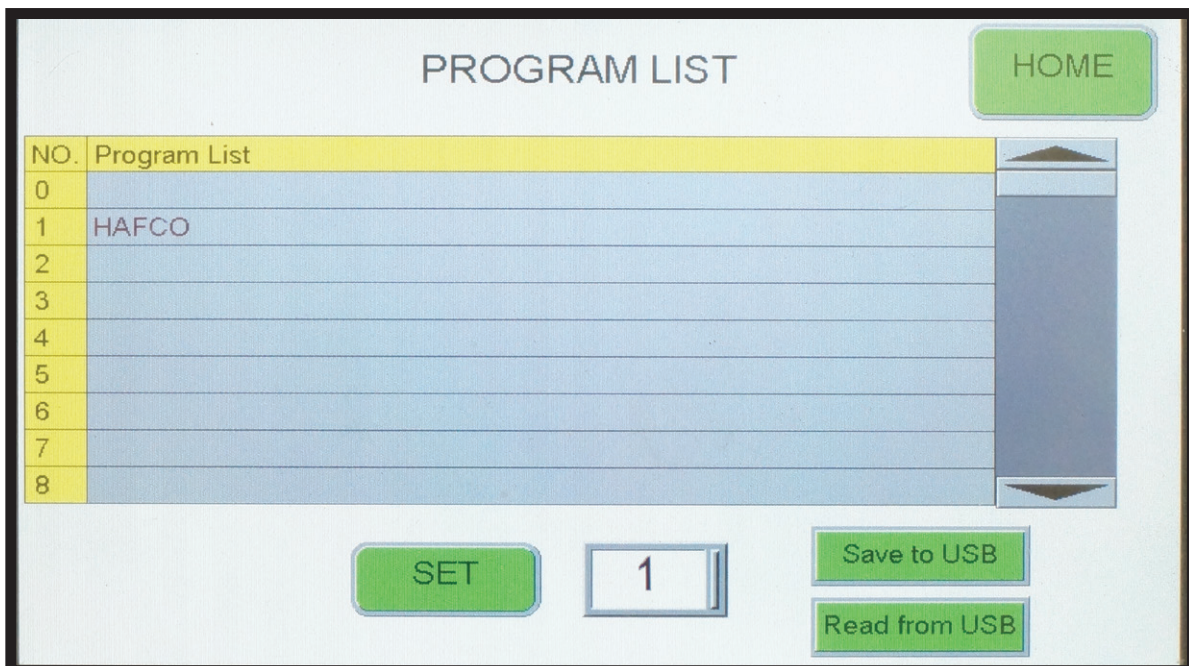 PROGRAM LIST
HOME
NO. Program List
0
1 HAFCO
2
3
4
5
6
7
8
SET
1
Save to USB
Read from USB